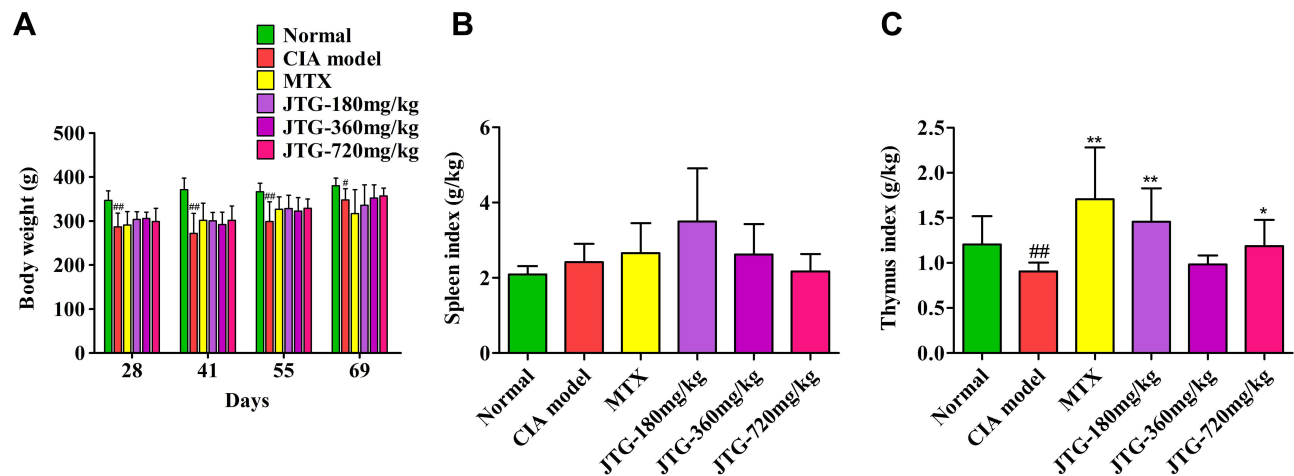 A
Normal
CIA model
MTX
JTG-180mg/kg
JTG-360mg/kg
JTG-720mg/kg
Body weight (g)
500
400
300
200
100
0
##
##
##
#
28 41 55 69
Days
B
Spleen index (g/kg)
6
4
2
0
Normal
CIA model
MTX
JTG-180mg/kg
JTG-360mg/kg
JTG-720mg/kg
C
Thymus index (g/kg)
2.5
2.0
1.5
1.0
0.5
0.0
##
**
**
*
Normal
CIA model
MTX
JTG-180mg/kg
JTG-360mg/kg
JTG-720mg/kg